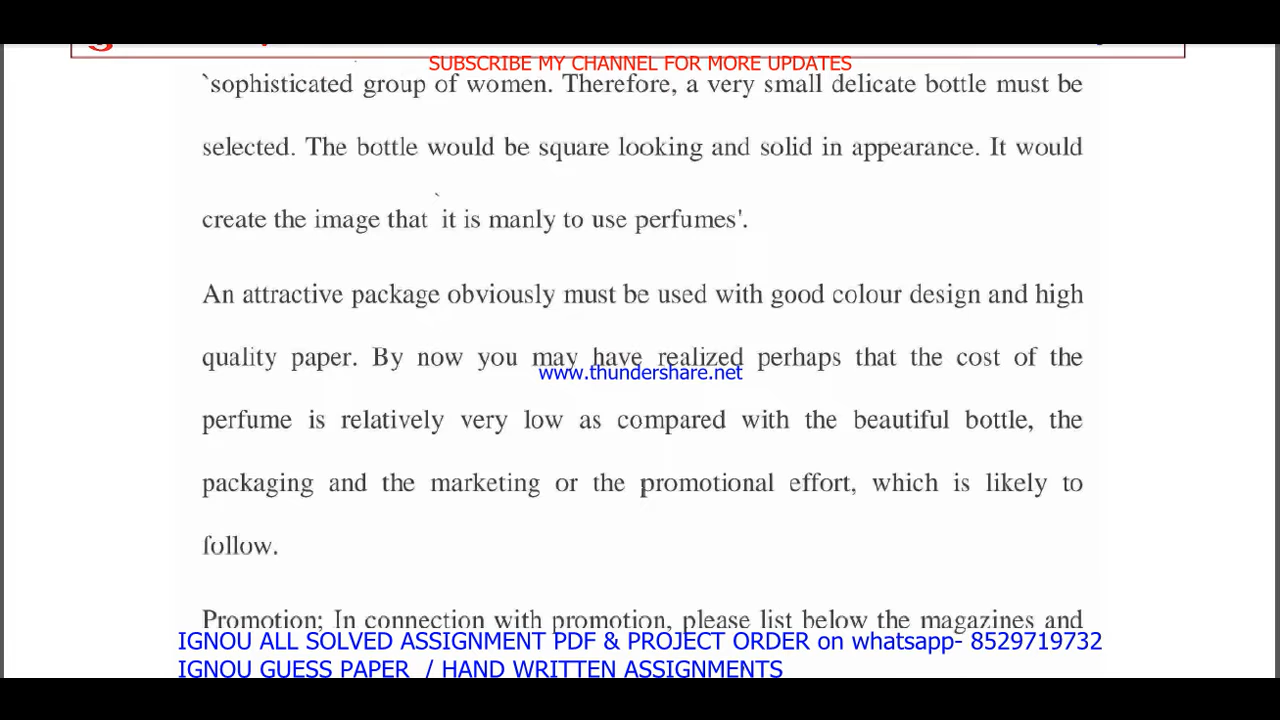 SUBSCRIBE MY CHANNEL FOR MORE UPDATES
`sophisticated group of women. Therefore, a very small delicate bottle must be
selected. The bottle would be square looking and solid in appearance. It would
create the image that `it is manly to use perfumes'.
An attractive package obviously must be used with good colour design and high
quality paper. By now you may have realized perhaps that the cost of the
www.thundershare.net
perfume is relatively very low as compared with the beautiful bottle, the
packaging and the marketing or the promotional effort, which is likely to
follow.
Promotion; In connection with promotion, please list below the magazines and
IGNOU ALL SOLVED ASSIGNMENT PDF & PROJECT ORDER on whatsapp- 8529719732
IGNOU GUESS PAPER / HAND WRITTEN ASSIGNMENTS